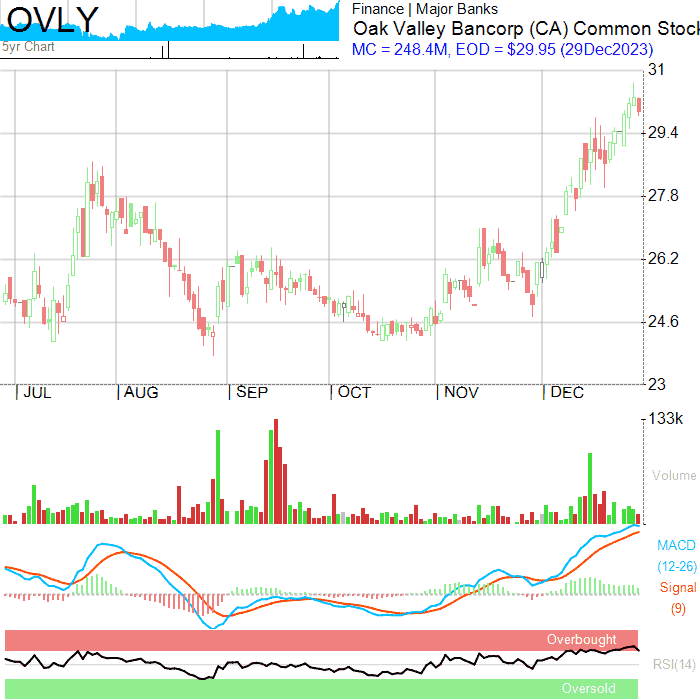 OVLY
5yr Chart
Finance | Major Banks
Oak Valley Bancorp (CA) Common Stock
MC = 248.4M, EOD = $29.95 (29Dec2023)
31
29.4
27.8
26.2
24.6
23
JUL AUG SEP OCT NOV DEC
133k
Volume
MACD
(12-26)
Signal
(9)
Overbought
RSI(14)
Oversold